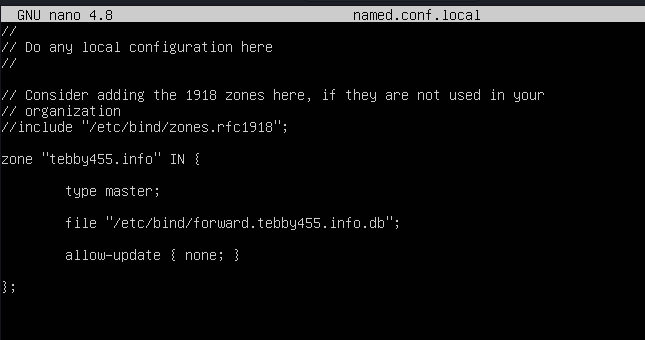 GNU nano 4.8 named.conf.local
//
// Do any local configuration here
//
// Consider adding the 1918 zones here, if they are not used in your
// organization
//include "/etc/bind/zones.rfc1918";
zone "tebby455.info" IN {
type master;
file "/etc/bind/forward.tebby455.info.db";
allow-update { none; }
};